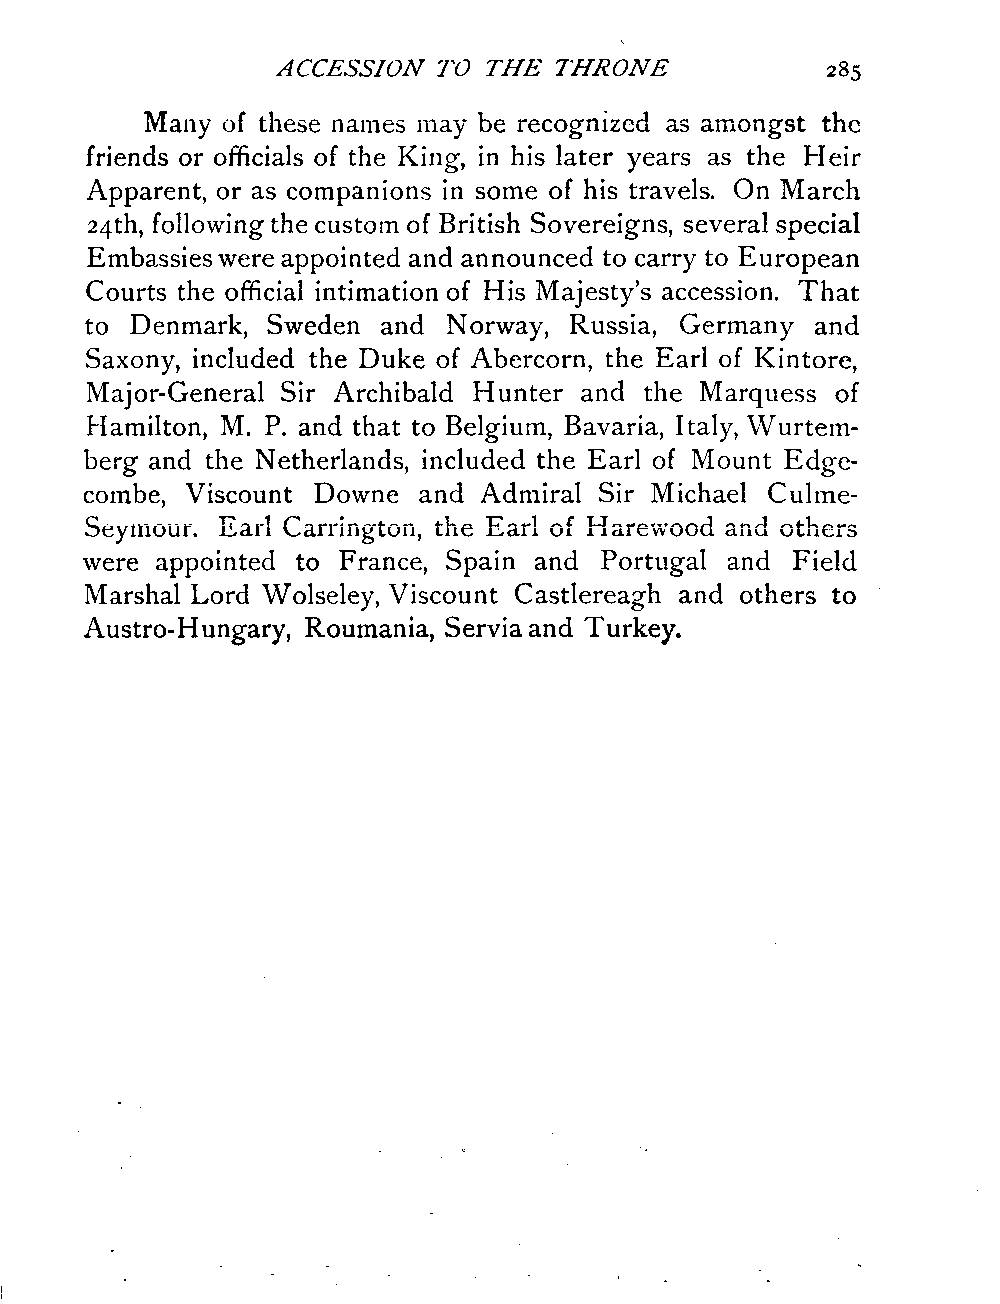 ACCESSION TO THE THRONE 285
Many of these names may be recognized as amongst the
friends or officials of the King, in his later years as the Heir
Apparent, or as companions in some of his travels. On March
24th, following the custom of British Sovereigns, several special
Embassies were appointed and announced to carry to European
Courts the official intimation of His Majesty's accession. That
to Denmark, Sweden and Norway, Russia, Germany and
Saxony, included the Duke of Abercorn, the Earl of Kintore,
Major-General Sir Archibald Hunter and the Marquess of
Hamilton, M. P. and that to Belgium, Bavaria, Italy, Wurtem-
berg and the Netherlands, included the Earl of Mount Edge-
combe, Viscount Downe and Admiral Sir Michael Culme-
Seymour. Earl Carrington, the Earl of Harewood and others
were appointed to France, Spain and Portugal and Field
Marshal Lord Wolseley, Viscount Castlereagh and others to
Austro-Hungary, Roumania, Servia and Turkey.